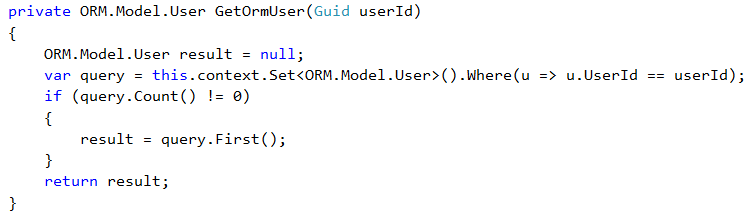 private ORM.Model.User GetOrmUser(Guid userId)
{
    ORM.Model.User result = null;
    var query = this.context.Set<ORM.Model.User>().Where(u => u.UserId == userId);
    if (query.Count() != 0)
    {
        result = query.First();
    }
    return result;
}